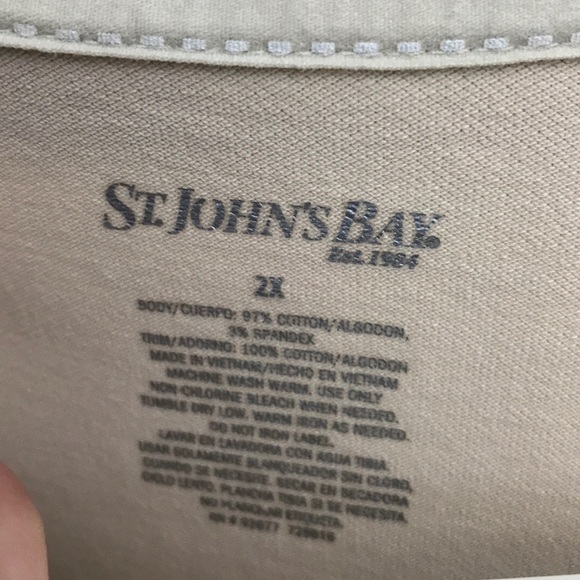 ST. JOHN'S BAY®
EST. 1984
2X
BODY/CUERPO: 97% COTTON/ALGODON,
3% SPANDEX
TRIM/ADORNO: 100% COTTON/ALGODON
MADE IN VIETNAM/HECHO EN VIETNAM
MACHINE WASH WARM. USE ONLY
NON-CHLORINE BLEACH WHEN NEEDED.
TUMBLE DRY LOW. WARM IRON AS NEEDED.
DO NOT IRON LABEL.
LAVAR EN LAVADORA CON AGUA TIBIA.
USAR SOLAMENTE BLANQUEADOR SIN CLORO,
CUANDO SE NECESITE. SECAR EN SECADORA
CICLO LENTO. PLANCHA TIBIA SI SE NECESITA.
NO PLANCHAR ETIQUETA.
RN # 93677